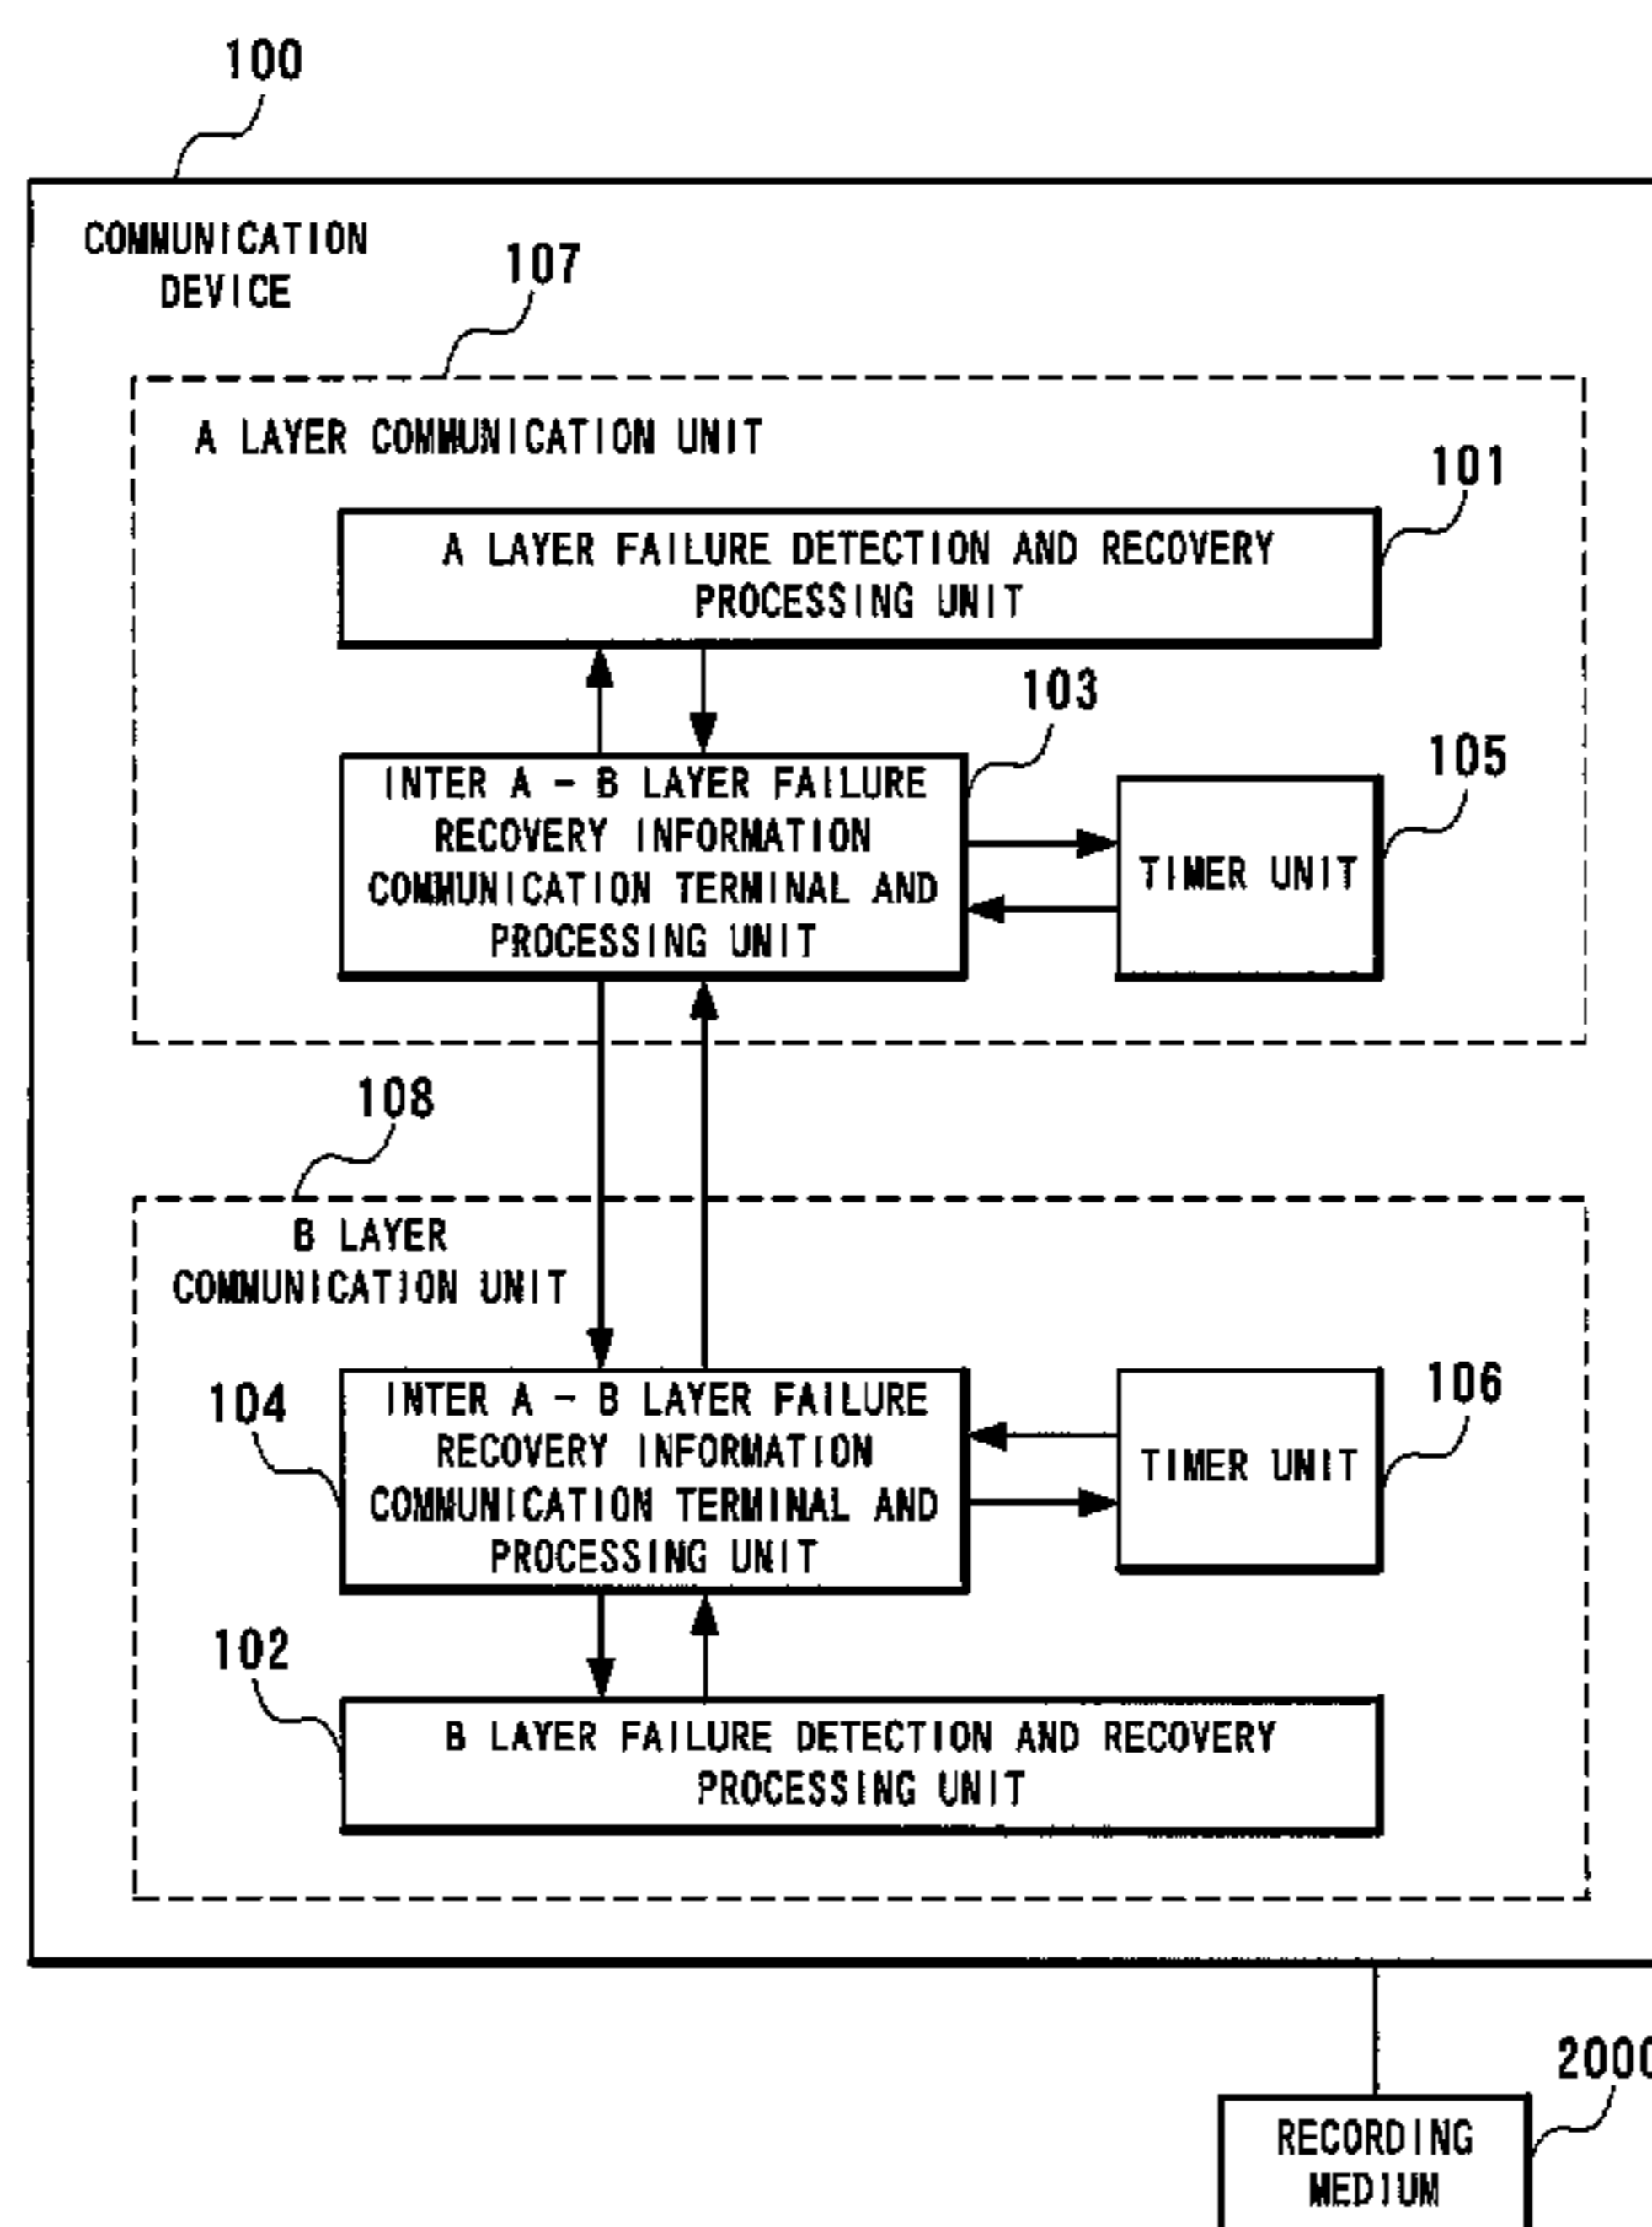 100
COMMUNICATION
DEVICE
107
A LAYER COMMUNICATION UNIT
101
A LAYER FAILURE DETECTION AND RECOVERY
PROCESSING UNIT
103
INTER A - B LAYER FAILURE
RECOVERY INFORMATION
COMMUNICATION TERMINAL AND
PROCESSING UNIT
105
TIMER UNIT
108
B LAYER
COMMUNICATION UNIT
104
INTER A - B LAYER FAILURE
RECOVERY INFORMATION
COMMUNICATION TERMINAL AND
PROCESSING UNIT
106
TIMER UNIT
102
B LAYER FAILURE DETECTION AND RECOVERY
PROCESSING UNIT
2000
RECORDING
MEDIUM